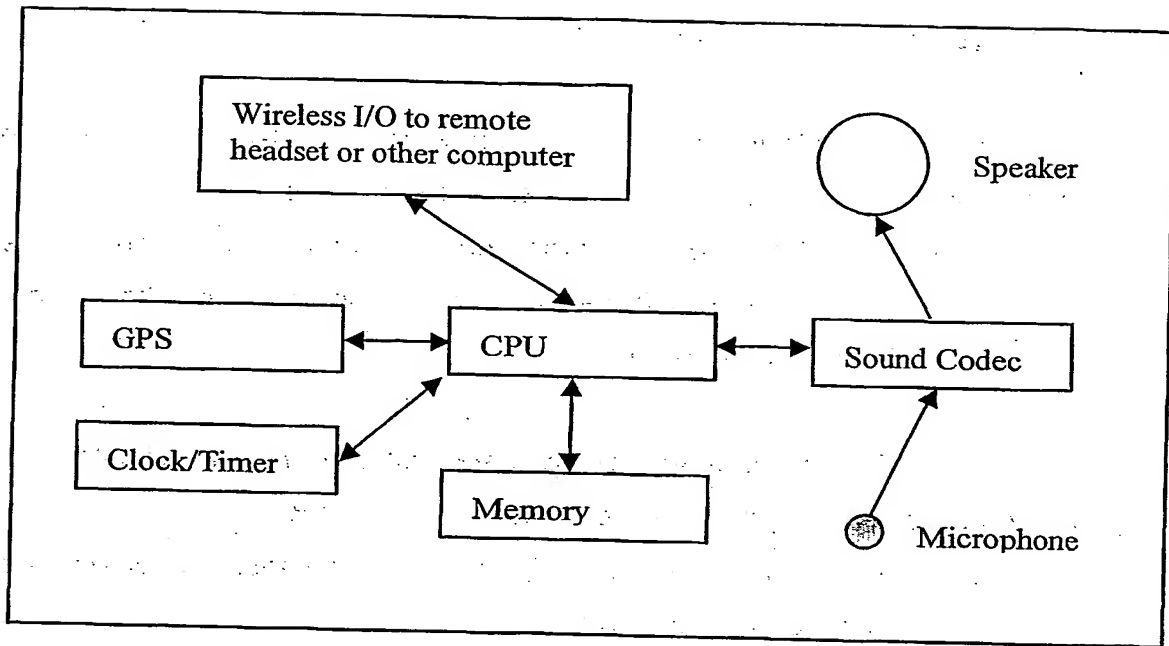 Wireless I/O to remote
headset or other computer
Speaker
GPS
CPU
Sound Codec
Clock/Timer
Memory
Microphone